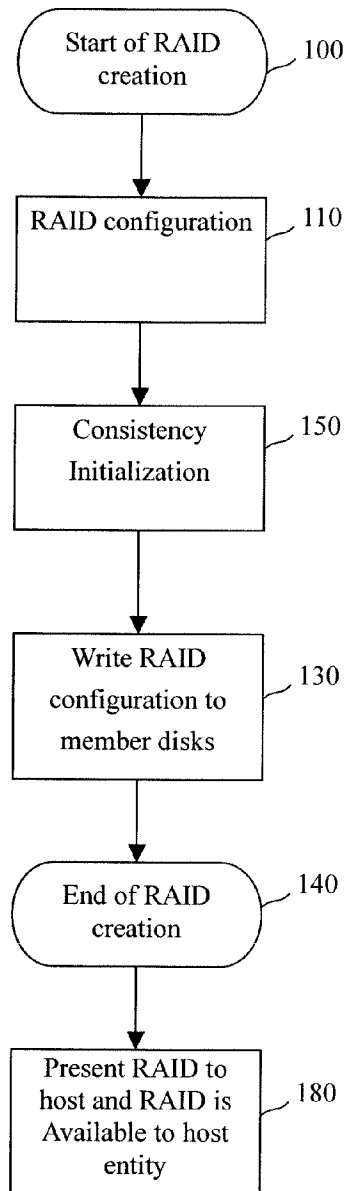 Start of RAID
creation
100
RAID configuration
110
Consistency
Initialization
150
Write RAID
configuration to
member disks
130
End of RAID
creation
140
Present RAID to
host and RAID is
Available to host
entity
180